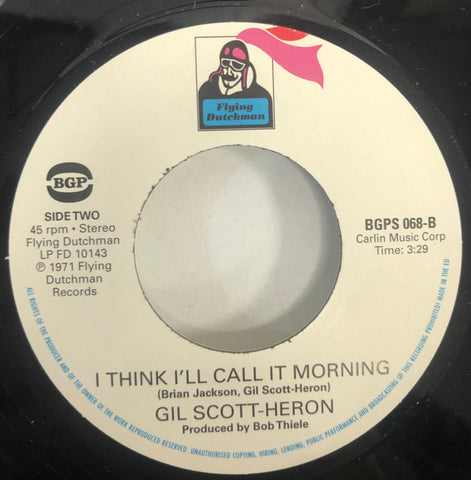 Flying
Dutchman
BGP
SIDE TWO
45 rpm • Stereo
Flying Dutchman
LP FD 10143
℗ 1971 Flying
Dutchman
Records
BGPS 068-B
Carlin Music Corp
Time: 3:29
I THINK I'LL CALL IT MORNING
(Brian Jackson, Gil Scott-Heron)
GIL SCOTT-HERON
Produced by Bob Thiele
ALL RIGHTS OF THE PRODUCER AND OF THE OWNER OF THE WORK REPRODUCED RESERVED. UNAUTHORISED COPYING, HIRING, LENDING, PUBLIC PERFORMANCE AND BROADCASTING OF THIS RECORDING PROHIBITED! MADE IN THE EU